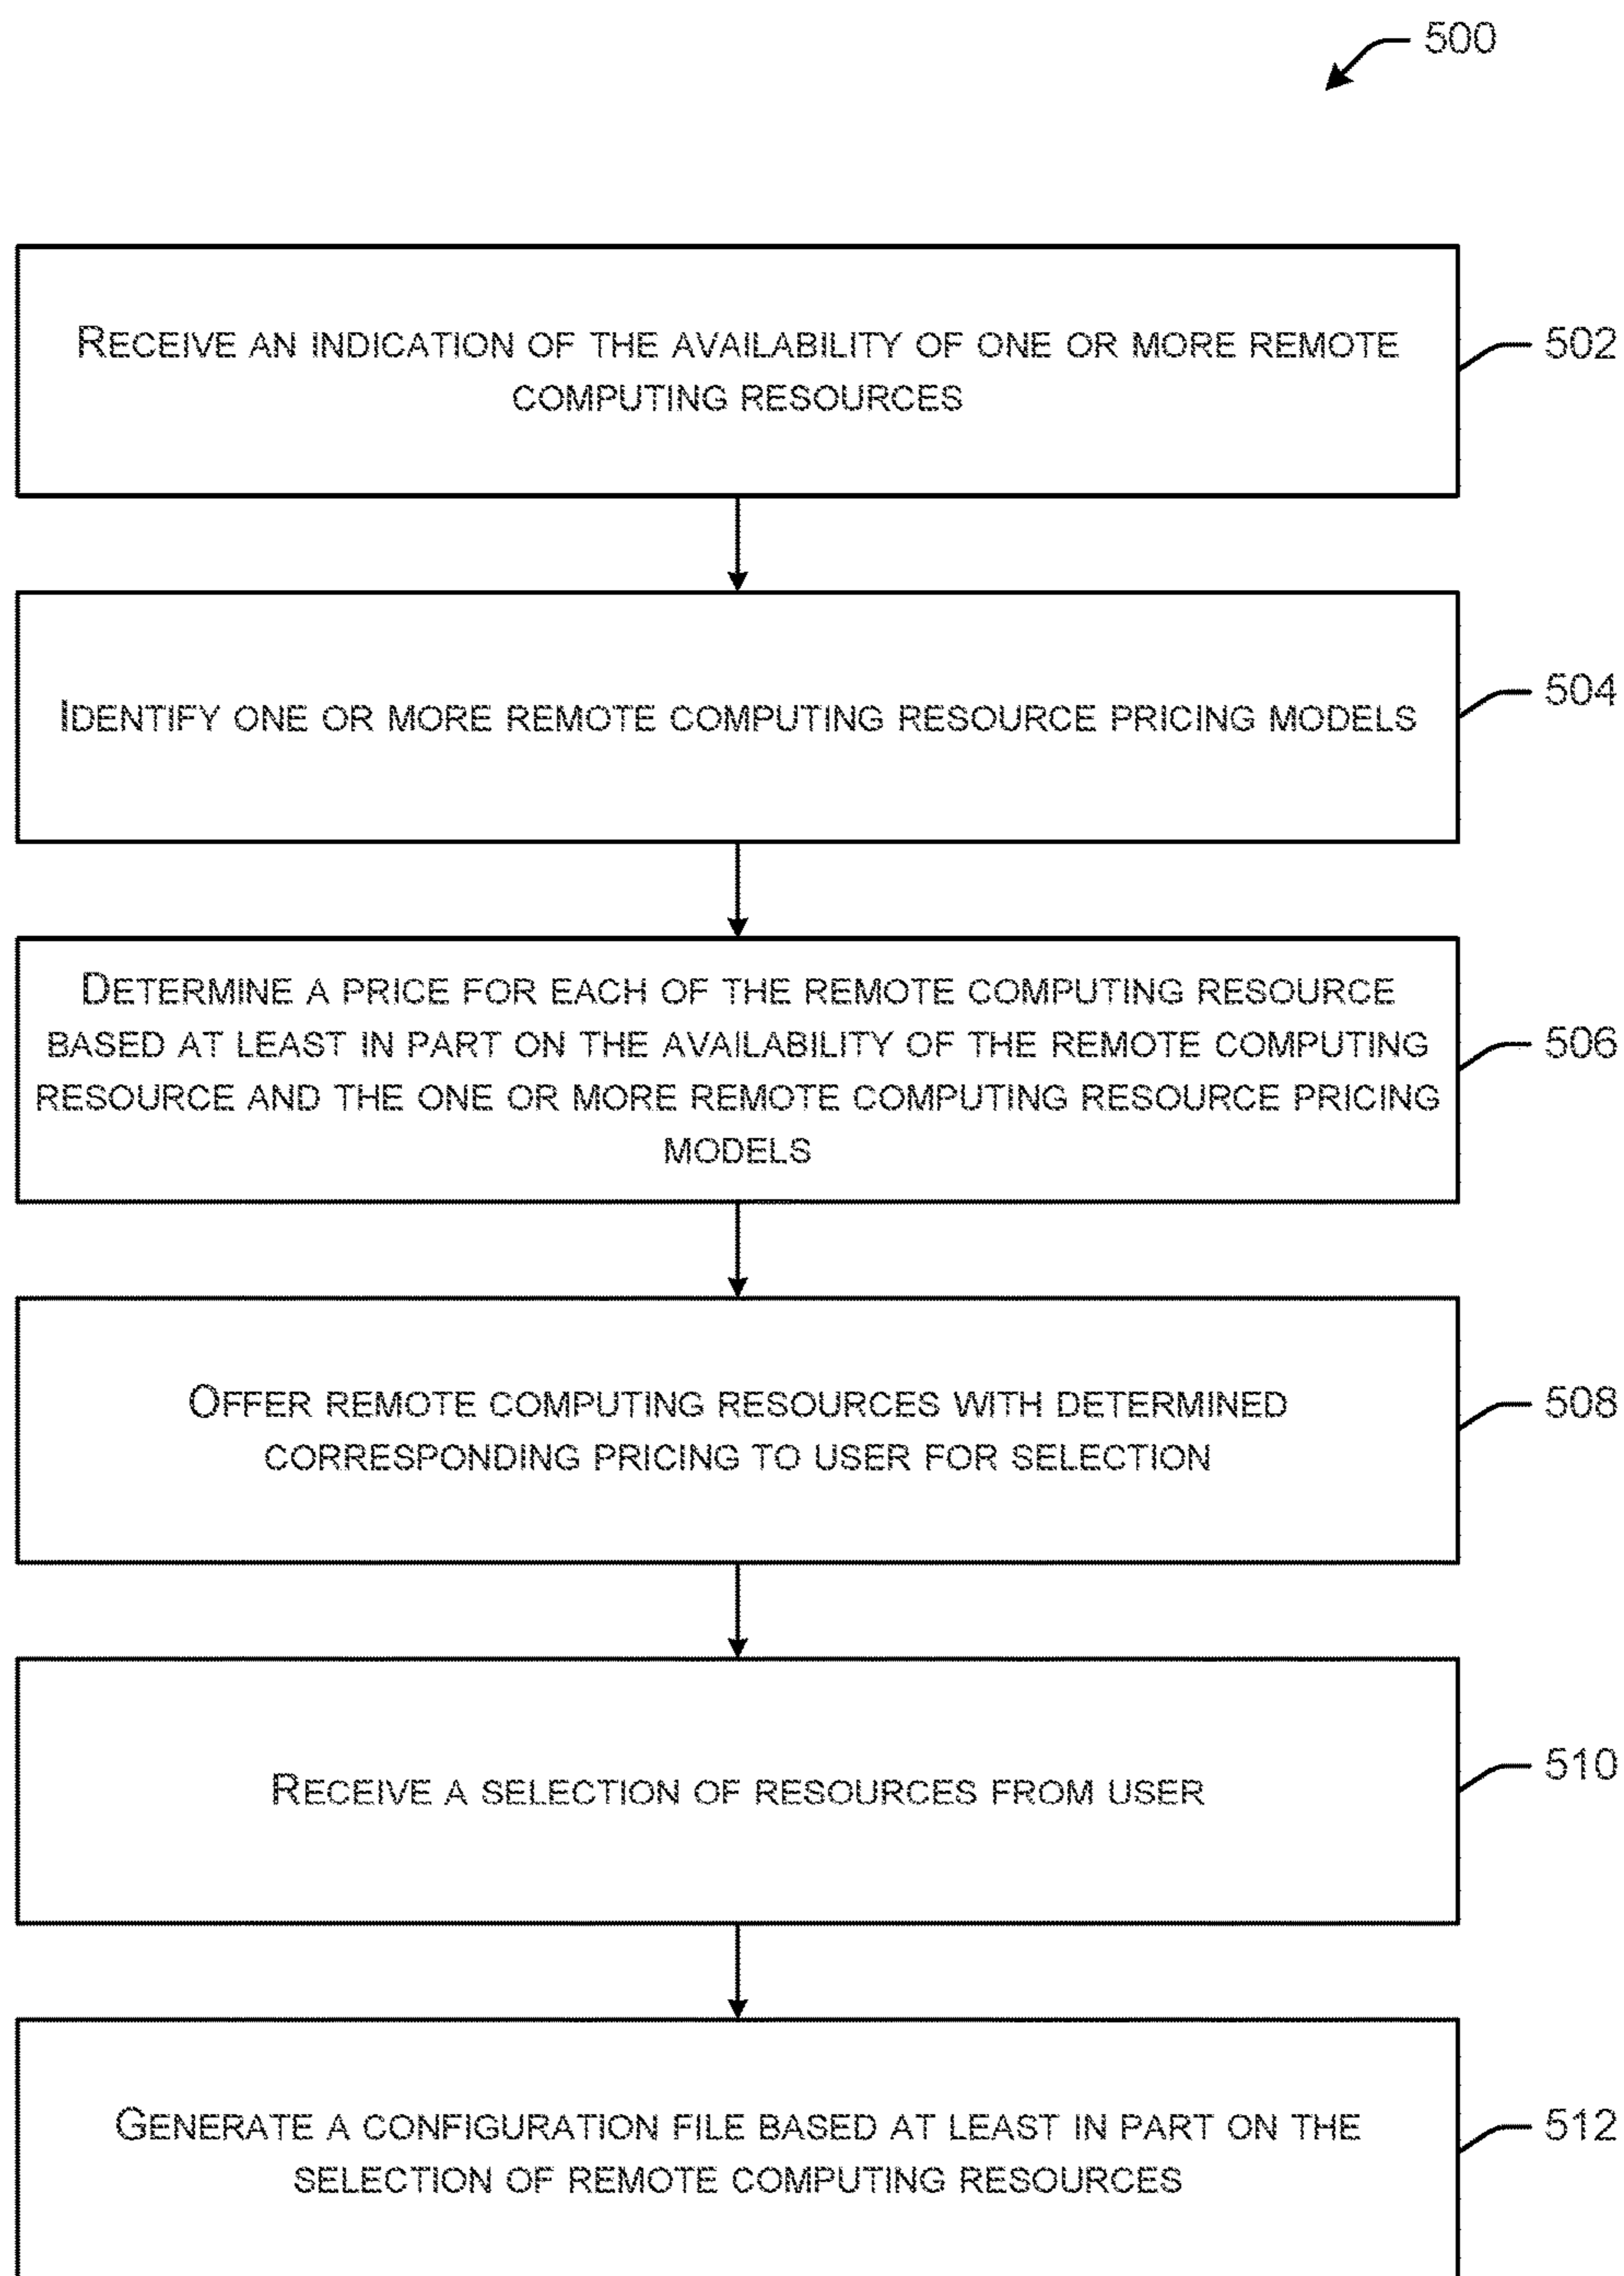 500
RECEIVE AN INDICATION OF THE AVAILABILITY OF ONE OR MORE REMOTE
COMPUTING RESOURCES
502
IDENTIFY ONE OR MORE REMOTE COMPUTING RESOURCE PRICING MODELS
504
DETERMINE A PRICE FOR EACH OF THE REMOTE COMPUTING RESOURCE
BASED AT LEAST IN PART ON THE AVAILABILITY OF THE REMOTE COMPUTING
RESOURCE AND THE ONE OR MORE REMOTE COMPUTING RESOURCE PRICING
MODELS
506
OFFER REMOTE COMPUTING RESOURCES WITH DETERMINED
CORRESPONDING PRICING TO USER FOR SELECTION
508
RECEIVE A SELECTION OF RESOURCES FROM USER
510
GENERATE A CONFIGURATION FILE BASED AT LEAST IN PART ON THE
SELECTION OF REMOTE COMPUTING RESOURCES
512